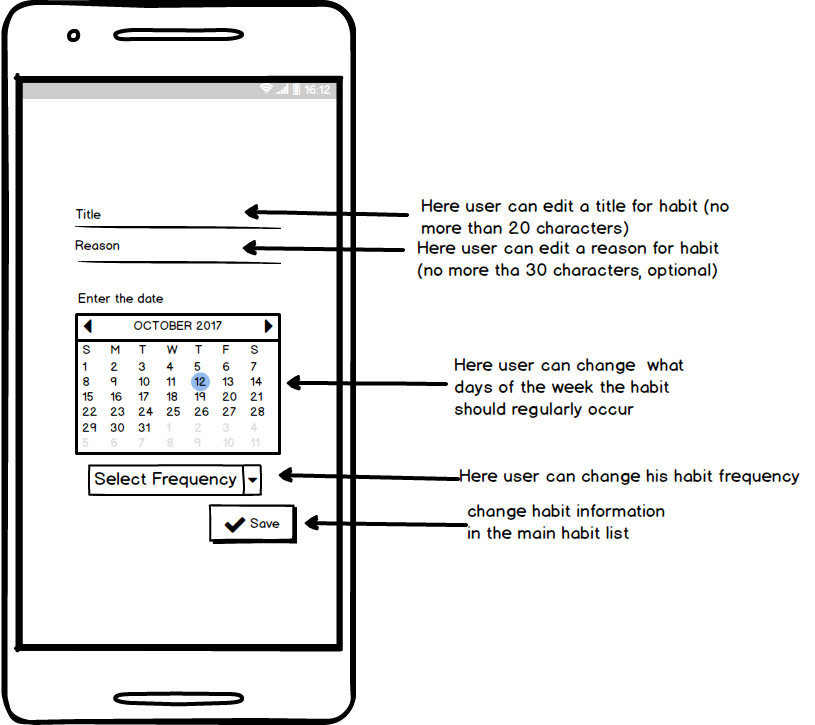 16:12
Title
Here user can edit a title for habit (no
more than 20 characters)
Reason
Here user can edit a reason for habit
(no more tha 30 characters, optional)
Enter the date
OCTOBER 2017
S M T W T F S
1 2 3 4 5 6 7
8 9 10 11 12 13 14
15 16 17 18 19 20 21
22 23 24 25 26 27 28
29 30 31 1 2 3 4
5 6 7 8 9 10 11
Here user can change what
days of the week the habit
should regularly occur
Select Frequency
Here user can change his habit frequency
Save
change habit information
in the main habit list